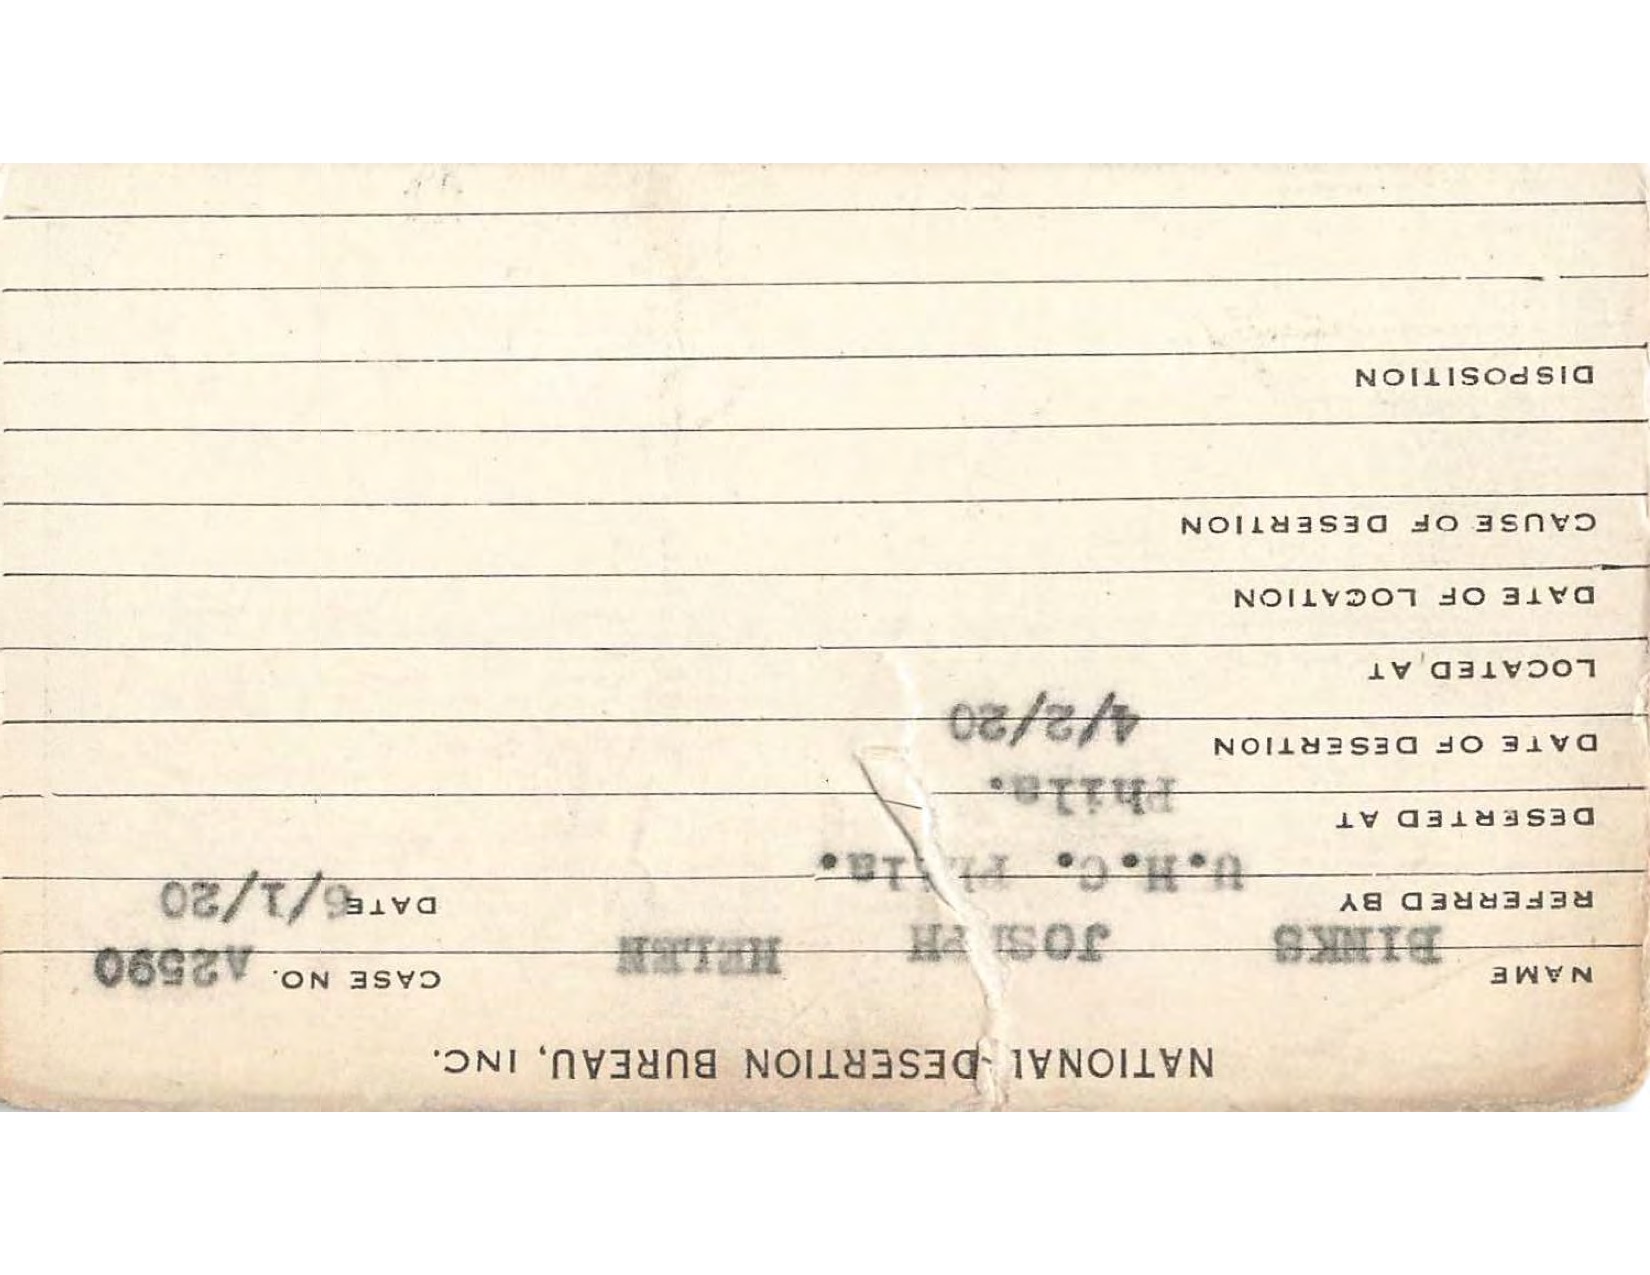 NATIONAL DESERTION BUREAU, INC.
NAME BINKS JOSEPH HELEN CASE NO. A2590
REFERRED BY U.H.C. Phila. DATE 6/1/20
DESERTED AT Phila.
DATE OF DESERTION 4/2/20
LOCATED AT
DATE OF LOCATION
CAUSE OF DESERTION
DISPOSITION